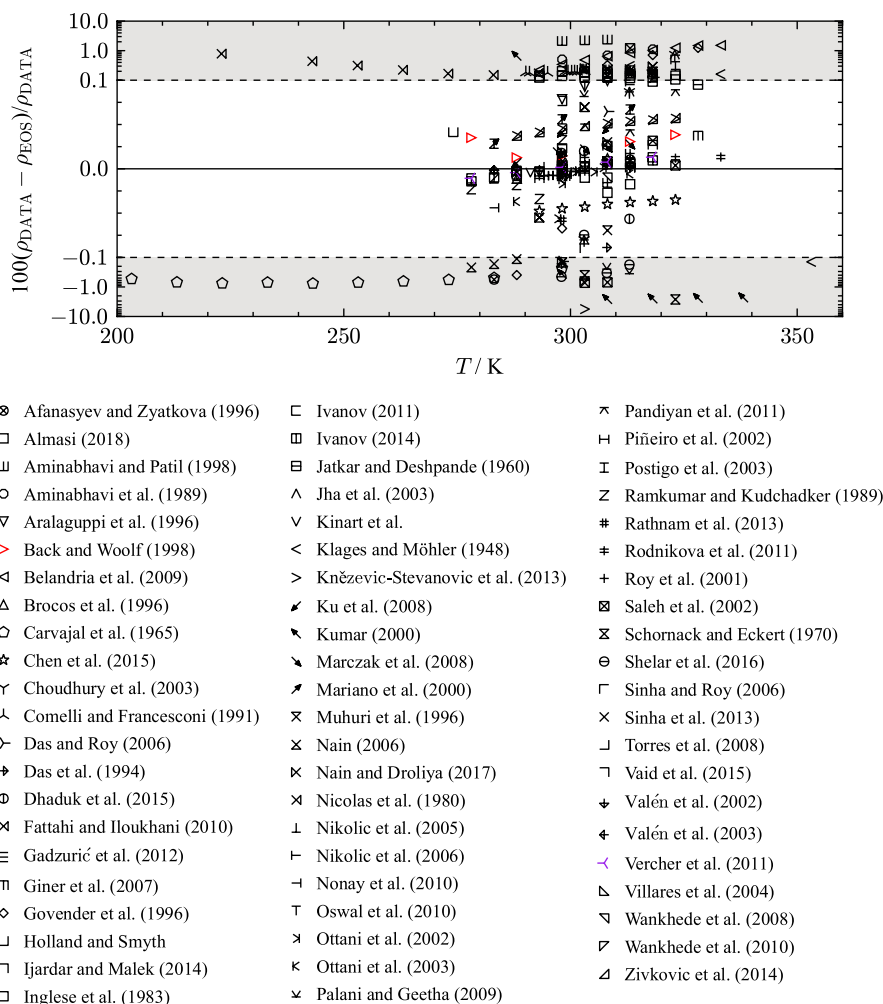 10.0
1.0
0.1
0.0
−0.1
−1.0
−10.0
100(ρDATA − ρEOS)/ρDATA
200 250 300 350
T / K
Afanasyev and Zyatkova (1996)
Almasi (2018)
Aminabhavi and Patil (1998)
Aminabhavi et al. (1989)
Aralaguppi et al. (1996)
Back and Woolf (1998)
Belandria et al. (2009)
Brocos et al. (1996)
Carvajal et al. (1965)
Chen et al. (2015)
Choudhury et al. (2003)
Comelli and Francesconi (1991)
Das and Roy (2006)
Das et al. (1994)
Dhaduk et al. (2015)
Fattahi and Iloukhani (2010)
Gadzurić et al. (2012)
Giner et al. (2007)
Govender et al. (1996)
Holland and Smyth
Ijardar and Malek (2014)
Inglese et al. (1983)
Ivanov (2011)
Ivanov (2014)
Jatkar and Deshpande (1960)
Jha et al. (2003)
Kinart et al.
Klages and Möhler (1948)
Knězevic-Stevanovic et al. (2013)
Ku et al. (2008)
Kumar (2000)
Marczak et al. (2008)
Mariano et al. (2000)
Muhuri et al. (1996)
Nain (2006)
Nain and Droliya (2017)
Nicolas et al. (1980)
Nikolic et al. (2005)
Nikolic et al. (2006)
Nonay et al. (2010)
Oswal et al. (2010)
Ottani et al. (2002)
Ottani et al. (2003)
Palani and Geetha (2009)
Pandiyan et al. (2011)
Piñeiro et al. (2002)
Postigo et al. (2003)
Ramkumar and Kudchadker (1989)
Rathnam et al. (2013)
Rodnikova et al. (2011)
Roy et al. (2001)
Saleh et al. (2002)
Schornack and Eckert (1970)
Shelar et al. (2016)
Sinha and Roy (2006)
Sinha et al. (2013)
Torres et al. (2008)
Vaid et al. (2015)
Valén et al. (2002)
Valén et al. (2003)
Vercher et al. (2011)
Villares et al. (2004)
Wankhede et al. (2008)
Wankhede et al. (2010)
Zivkovic et al. (2014)